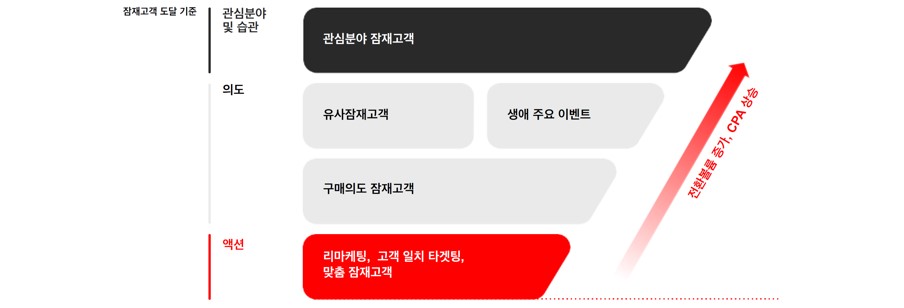 잠재고객 도달 기준
관심분야
및 습관
관심분야 잠재고객
의도
유사잠재고객
생애 주요 이벤트
구매의도 잠재고객
액션
리마케팅, 고객 일치 타겟팅,
맞춤 잠재고객
전환볼륨 증가, CPA 상승